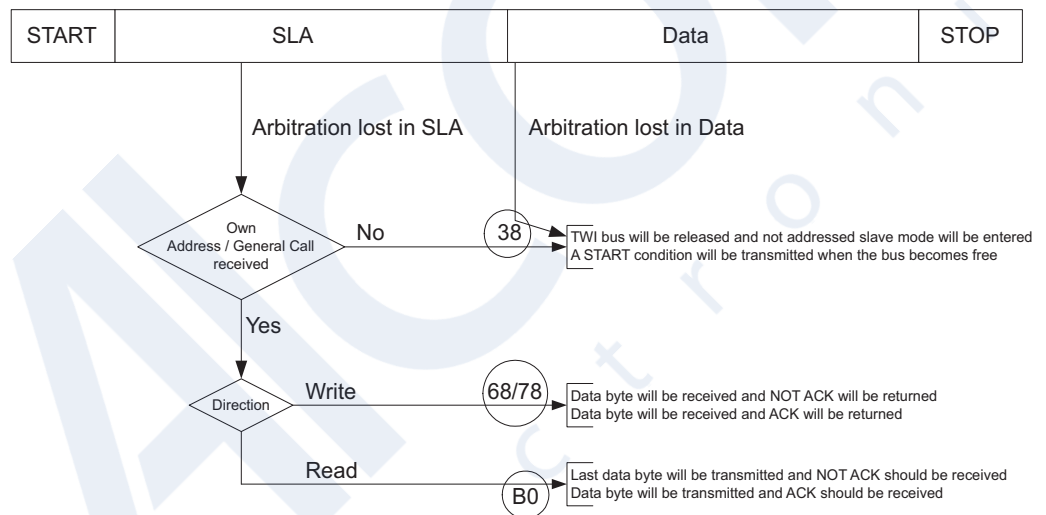 START SLA Data STOP
Arbitration lost in SLA Arbitration lost in Data
Own
Address / General Call
received
No
38
TWI bus will be released and not addressed slave mode will be entered
A START condition will be transmitted when the bus becomes free
Yes
Direction
Write
68/78
Data byte will be received and NOT ACK will be returned
Data byte will be received and ACK will be returned
Read
B0
Last data byte will be transmitted and NOT ACK should be received
Data byte will be transmitted and ACK should be received